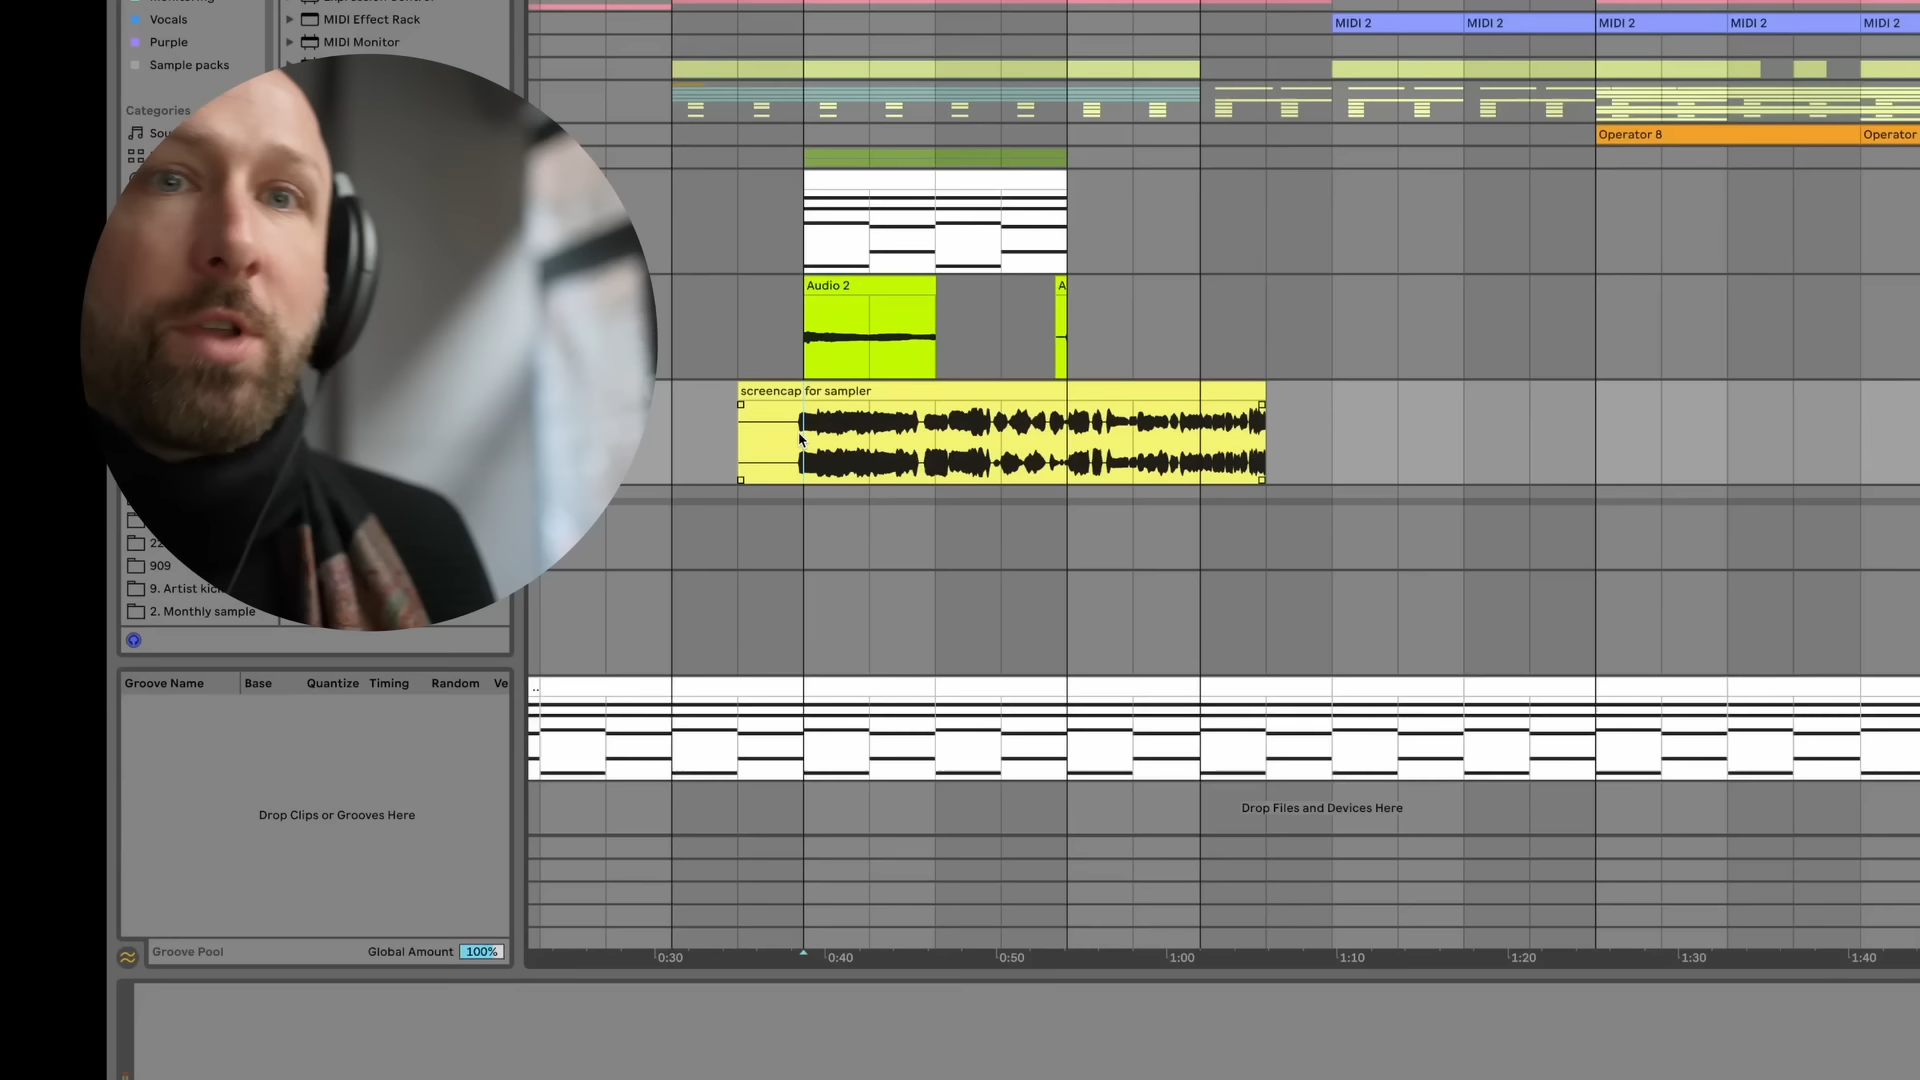 Vocals
MIDI Effect Rack
Purple
MIDI Monitor
Sample packs
Categories
MIDI 2
MIDI 2
MIDI 2
MIDI 2
MIDI 2
Operator 8
Operator
Audio 2
A
screencap for sampler
22
909
9. Artist kic
2. Monthly sample
Groove Name
Base
Quantize
Timing
Random
Ve
Drop Clips or Grooves Here
Drop Files and Devices Here
Groove Pool
Global Amount
100%
0:30
0:40
0:50
1:00
1:10
1:20
1:30
1:40